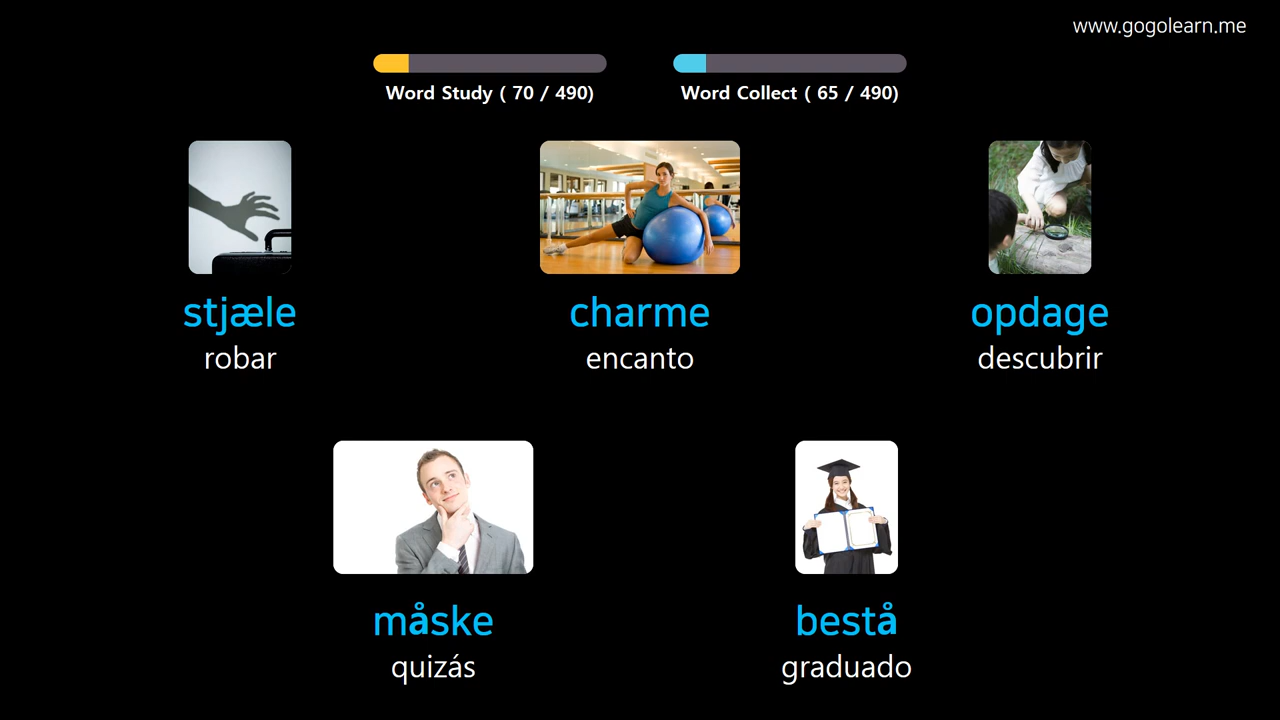 www.gogolearn.me
Word Study ( 70 / 490)
Word Collect ( 65 / 490)
stjæle
robar
charme
encanto
opdage
descubrir
måske
quizás
bestå
graduado